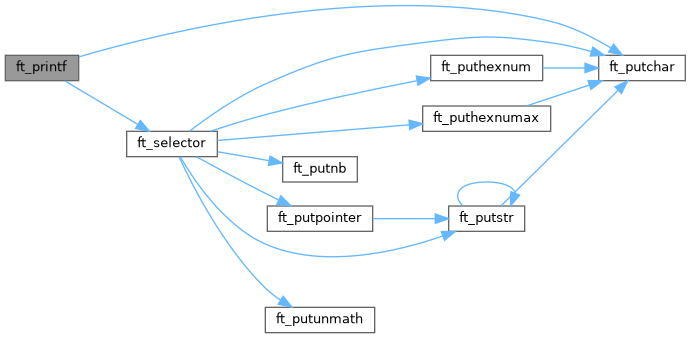 ft_printf
ft_selector
ft_puthexnum
ft_putchar
ft_puthexnumax
ft_putnb
ft_putpointer
ft_putstr
ft_putunmath